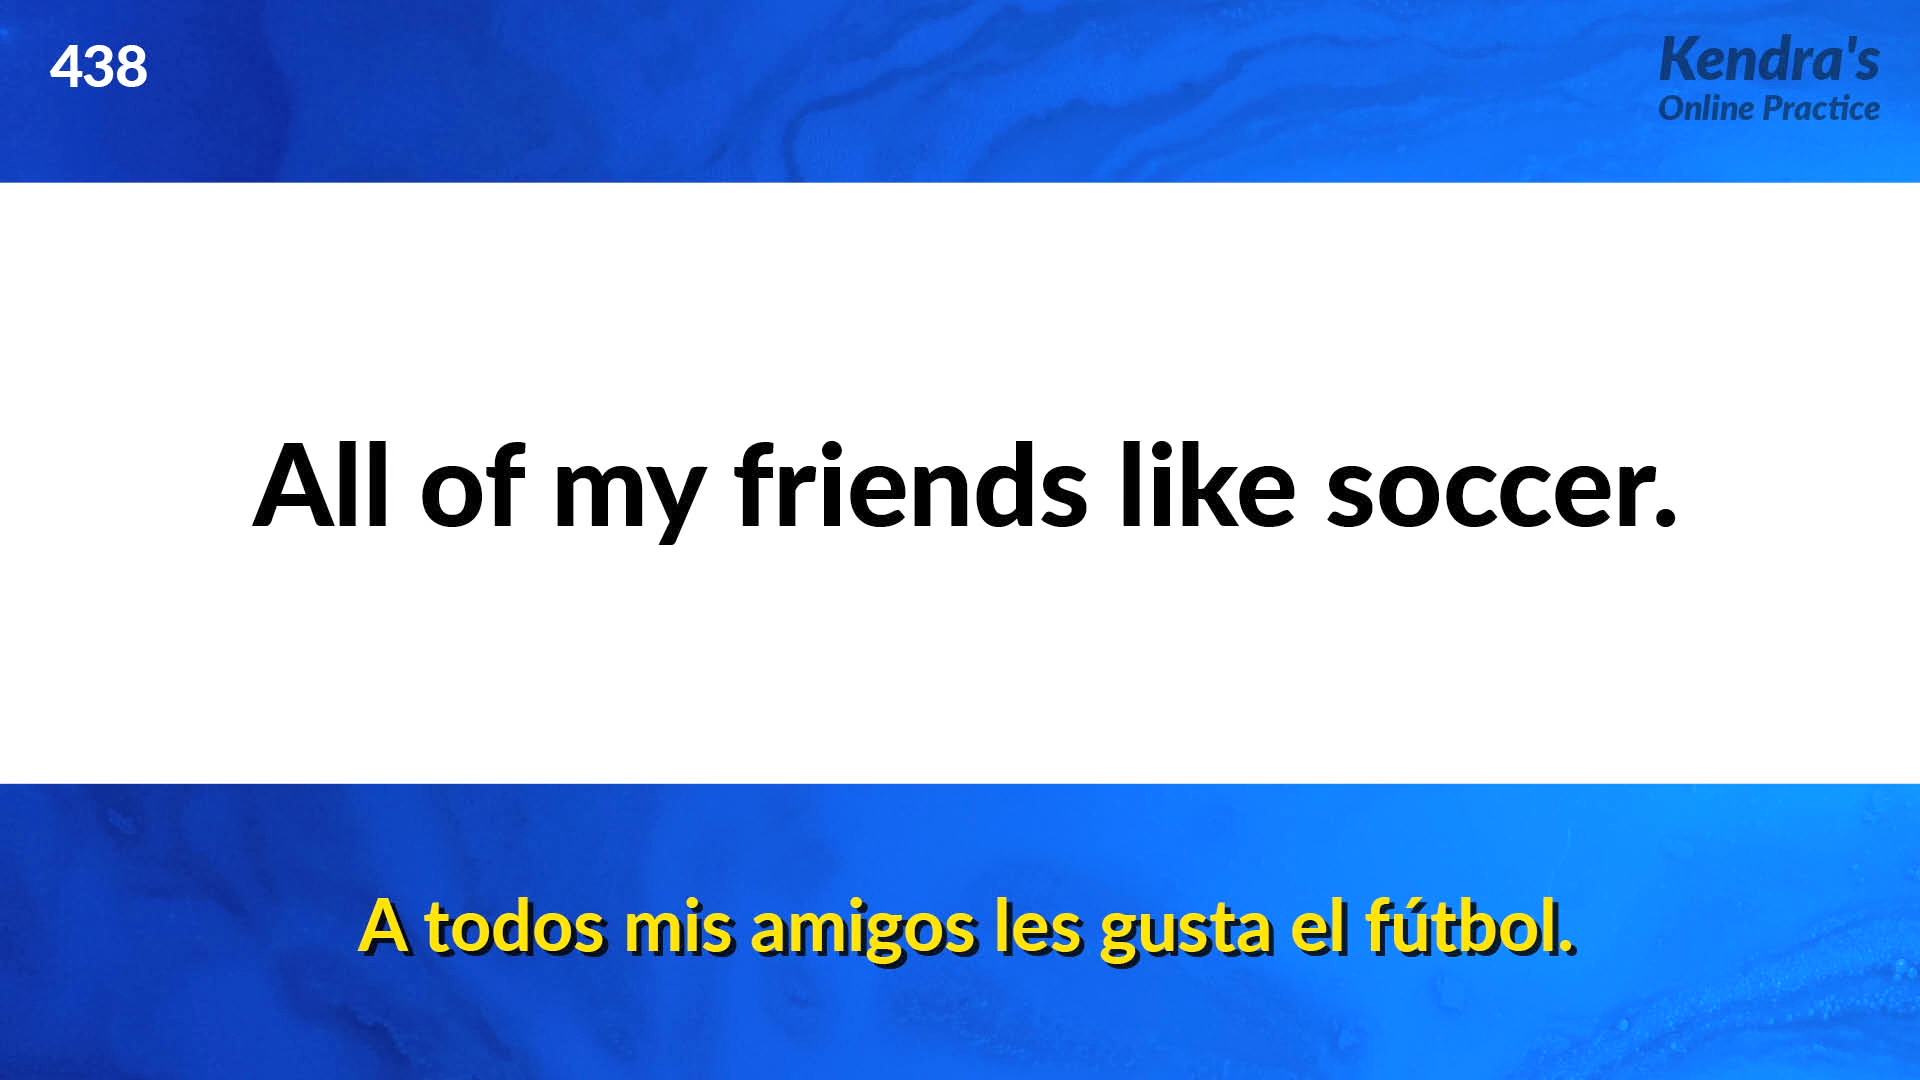 438
Kendra's
Online Practice
All of my friends like soccer.
A todos mis amigos les gusta el fútbol.